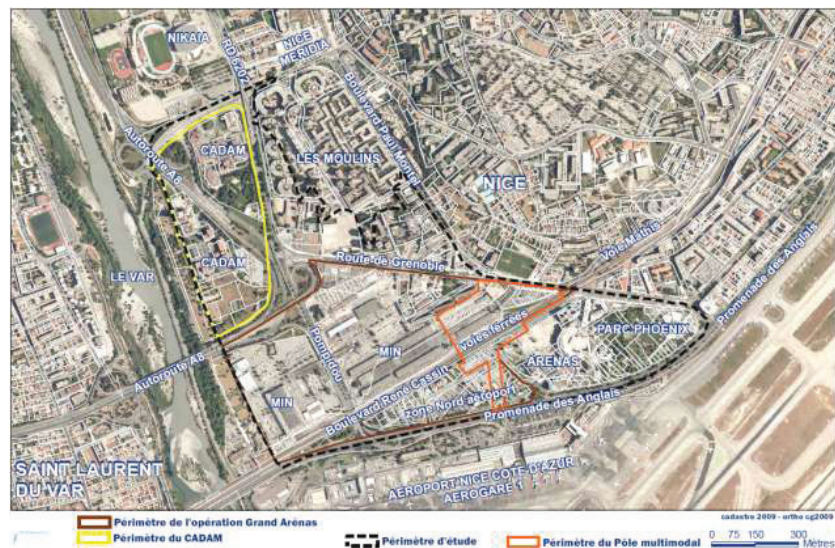 NIKAIA
NICE
MERIDIA
RD 6202
Boulevard Paul Montel
Autoroute A8
CADAM
LES MOULINS
NICE
Voie Mathis
Promenade des Anglais
LE VAR
CADAM
Route de Grenoble
Pompidou
voies ferrées
PARC PHOENIX
MIN
ARENAS
Autoroute A8
MIN
Boulevard René Cassin
zone Nord aéroport
Promenade des Anglais
SAINT LAURENT
DU VAR
AÉROPORT NICE COTE D'AZUR
AEROGARE 1
cadastre 2009 - ortho cg2009
Périmètre de l'opération Grand Arénas
Périmètre du CADAM
Périmètre d'étude
Périmètre du Pôle multimodal
0 75 150 300
Mètres